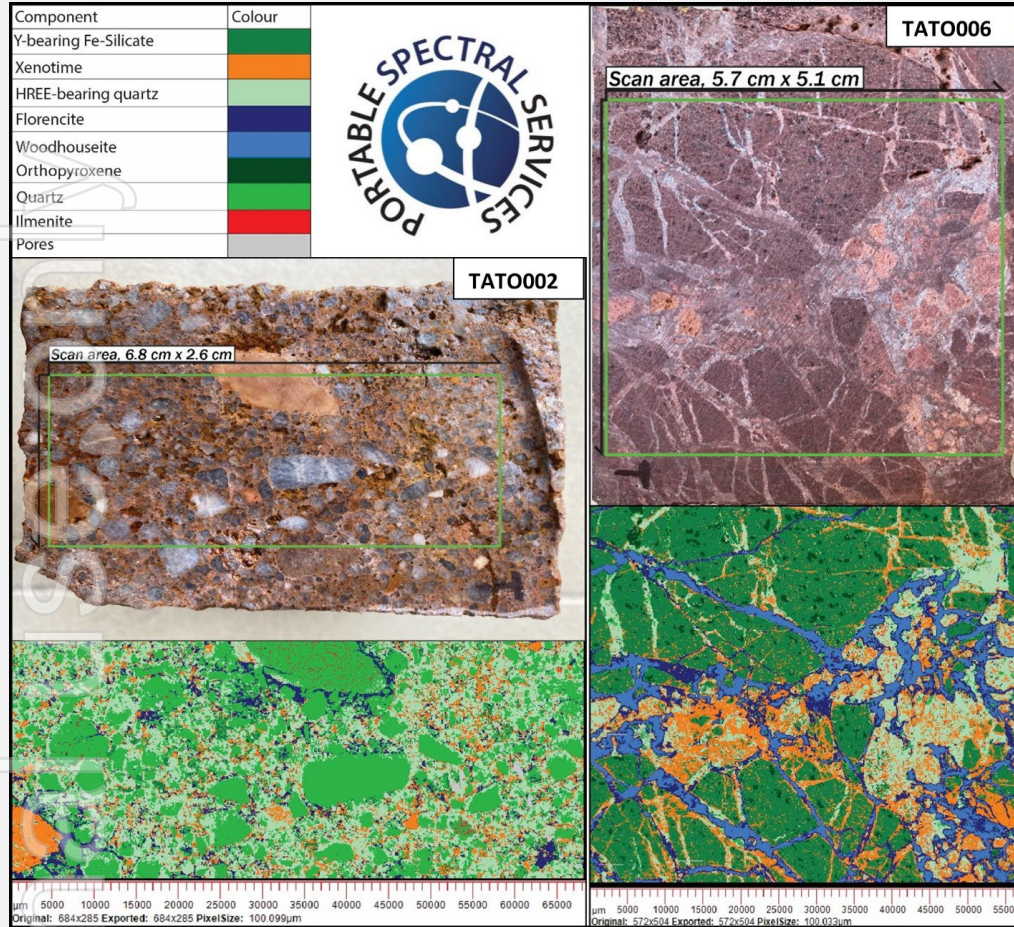 Component Colour
Y-bearing Fe-Silicate
Xenotime
HREE-bearing quartz
Florencite
Woodhouseite
Orthopyroxene
Quartz
Ilmenite
Pores
PORTABLE SPECTRAL SERVICES
TATO006
Scan area, 5.7 cm x 5.1 cm
TATO002
Scan area, 6.8 cm x 2.6 cm
µm 5000 10000 15000 20000 25000 30000 35000 40000 45000 50000 55000 60000 65000
Original: 684x285 Exported: 684x285 PixelSize: 100.099µm
µm 5000 10000 15000 20000 25000 30000 35000 40000 45000 50000 5500
Original: 572x504 Exported: 572x504 PixelSize: 100.033µm